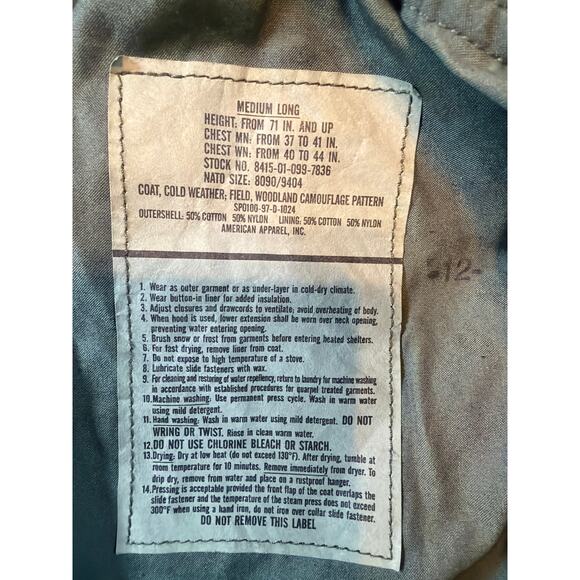 MEDIUM LONG
HEIGHT: FROM 71 IN. AND UP
CHEST MN: FROM 37 TO 41 IN.
CHEST WN: FROM 40 TO 44 IN.
STOCK NO. 8415-01-099-7836
NATO SIZE: 8090/9404
COAT, COLD WEATHER; FIELD, WOODLAND CAMOUFLAGE PATTERN
SPO100-97-D-1024
OUTERSHELL: 50% COTTON 50% NYLON LINING: 50% COTTON 50% NYLON
AMERICAN APPAREL, INC.
1. Wear as outer garment or as under-layer in cold-dry climate.
2. Wear button-in liner for added insulation.
3. Adjust closures and drawcords to ventilate; avoid overheating of body.
4. When hood is used, lower extension shall be worn over neck opening,
preventing water entering opening.
5. Brush snow or frost from garments before entering heated shelters.
6. For fast drying, remove liner from coat.
7. Do not expose to high temperature of a stove.
8. Lubricate slide fasteners with wax.
9. For cleaning and restoring of water repellency, return to laundry for machine washing
in accordance with established procedures for quarpel treated garments.
10. Machine washing: Use permanent press cycle. Wash in warm water
using mild detergent.
11. Hand washing: Wash in warm water using mild detergent. DO NOT
WRING OR TWIST. Rinse in clean warm water.
12. DO NOT USE CHLORINE BLEACH OR STARCH.
13. Drying: Dry at low heat (do not exceed 130°F). After drying, tumble at
room temperature for 10 minutes. Remove immediately from dryer. To
drip dry, remove from water and place on a rustproof hanger.
14. Pressing is acceptable provided the front flap of the coat overlaps the
slide fastener and the temperature of the steam press does not exceed
300°F when using a hand iron, do not iron over collar slide fastener.
DO NOT REMOVE THIS LABEL
-12-